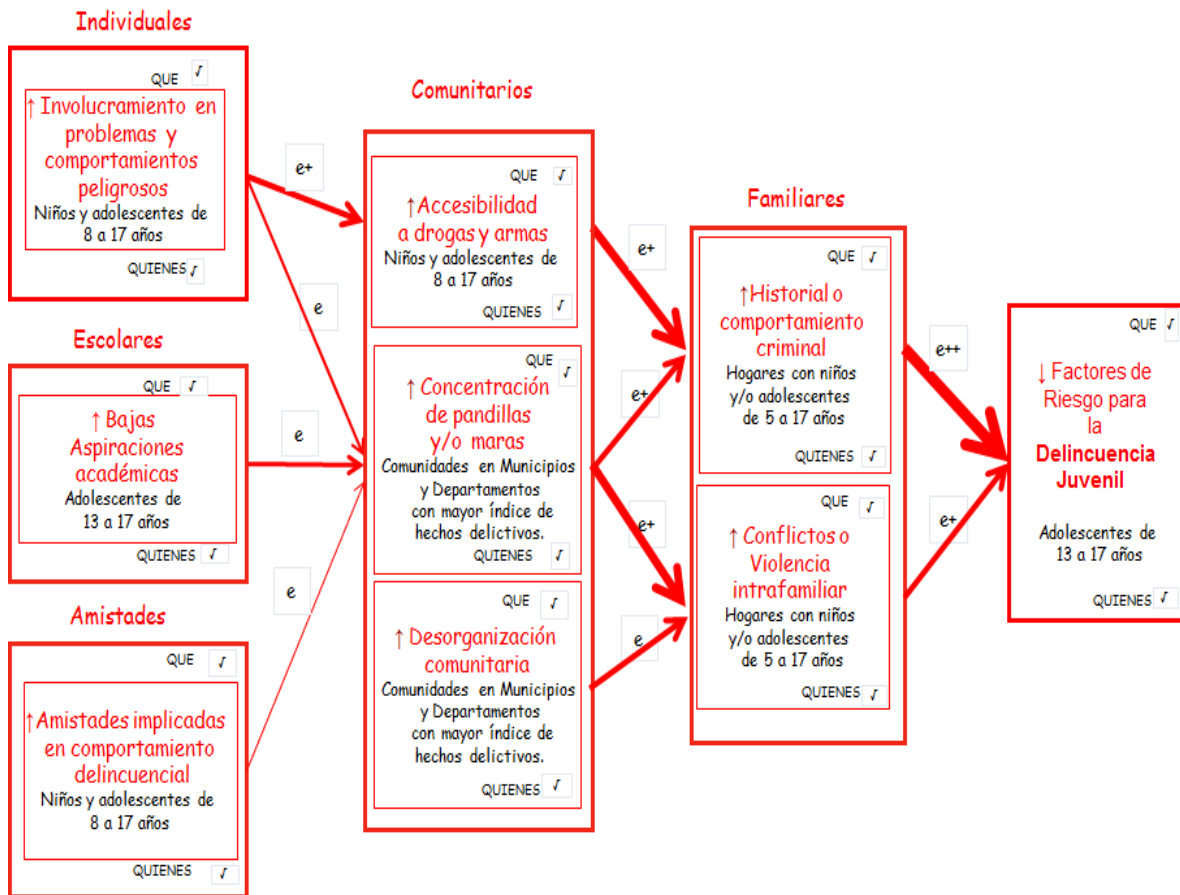 Individuales
QUE √
↑ Involucramiento en
problemas y
comportamientos
peligrosos
Niños y adolescentes de
8 a 17 años
QUIENES √
Escolares
QUE √
↑ Bajas
Aspiraciones
académicas
Adolescentes de
13 a 17 años
QUIENES √
Amistades
QUE √
↑Amistades implicadas
en comportamiento
delincuencial
Niños y adolescentes de
8 a 17 años
QUIENES √
e+
e
e
e
Comunitarios
QUE √
↑Accesibilidad
a drogas y armas
Niños y adolescentes de
8 a 17 años
QUIENES √
QUE √
↑ Concentración
de pandillas
y/o maras
Comunidades en Municipios
y Departamentos
con mayor índice de
hechos delictivos.
QUIENES √
QUE √
↑ Desorganización
comunitaria
Comunidades en Municipios
y Departamentos
con mayor índice de
hechos delictivos.
QUIENES √
e+
e+
e+
e
Familiares
QUE √
↑Historial o
comportamiento
criminal
Hogares con niños
y/o adolescentes
de 5 a 17 años
QUIENES √
QUE √
↑ Conflictos o
Violencia
intrafamiliar
Hogares con niños
y/o adolescentes
de 5 a 17 años
QUIENES √
e++
e+
QUE √
↓ Factores de
Riesgo para
la
Delincuencia
Juvenil
Adolescentes de
13 a 17 años
QUIENES √